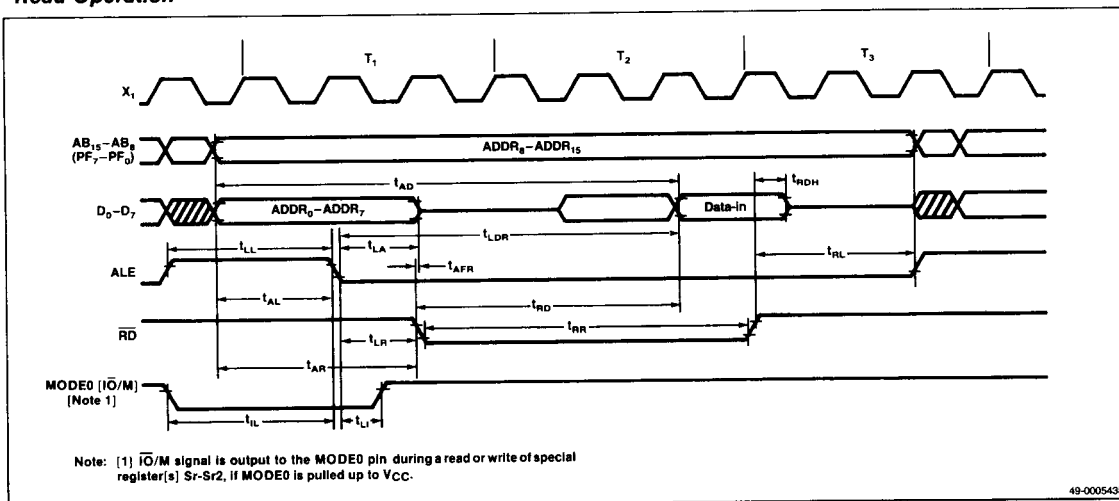 Read Operation
T₁
T₂
T₃
X₁
AB₁₅–AB₈
(PF₇–PF₀)
ADDR₈–ADDR₁₅
tAD
tRDH
D₀–D₇
ADDR₀–ADDR₇
Data-in
tLL
tLA
tLDR
tAFR
tRL
ALE
tAL
tRD
tRR
R̅D̅
tLR
tAR
MODE0 [I̅O̅/M]
[Note 1]
tIL
tLI
Note: [1] I̅O̅/M signal is output to the MODE0 pin during a read or write of special
register[s] Sr-Sr2, if MODE0 is pulled up to VCC.
49-000543